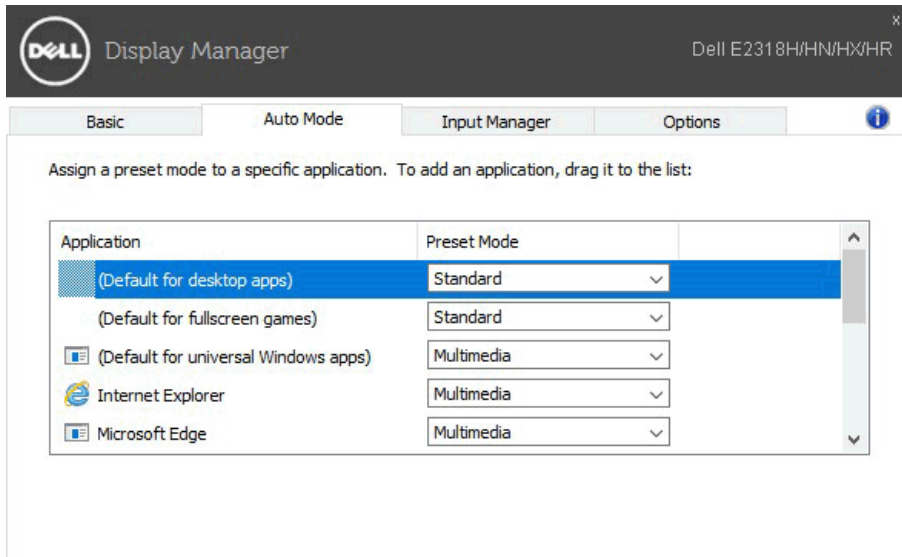 DELL Display Manager
x
Dell E2318H/HN/HX/HR
Basic Auto Mode Input Manager Options
Assign a preset mode to a specific application. To add an application, drag it to the list:
Application Preset Mode
(Default for desktop apps) Standard
(Default for fullscreen games) Standard
(Default for universal Windows apps) Multimedia
Internet Explorer Multimedia
Microsoft Edge Multimedia